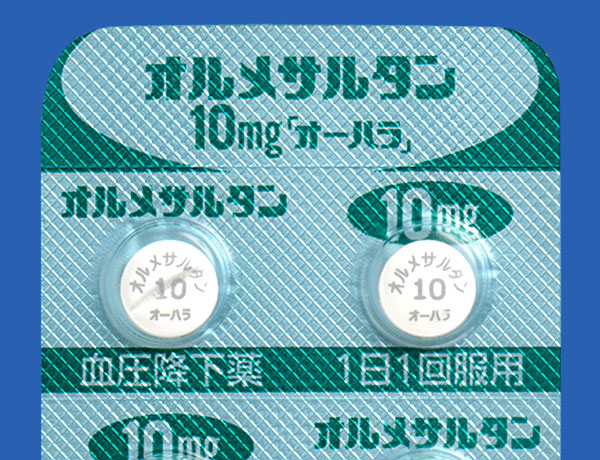 オルメサルタン
10mg「オーハラ」
オルメサルタン 10mg
オルメサルタン
10
オーハラ
オルメサルタン
10
オーハラ
血圧降下薬 1日1回服用
10mg オルメサルタン